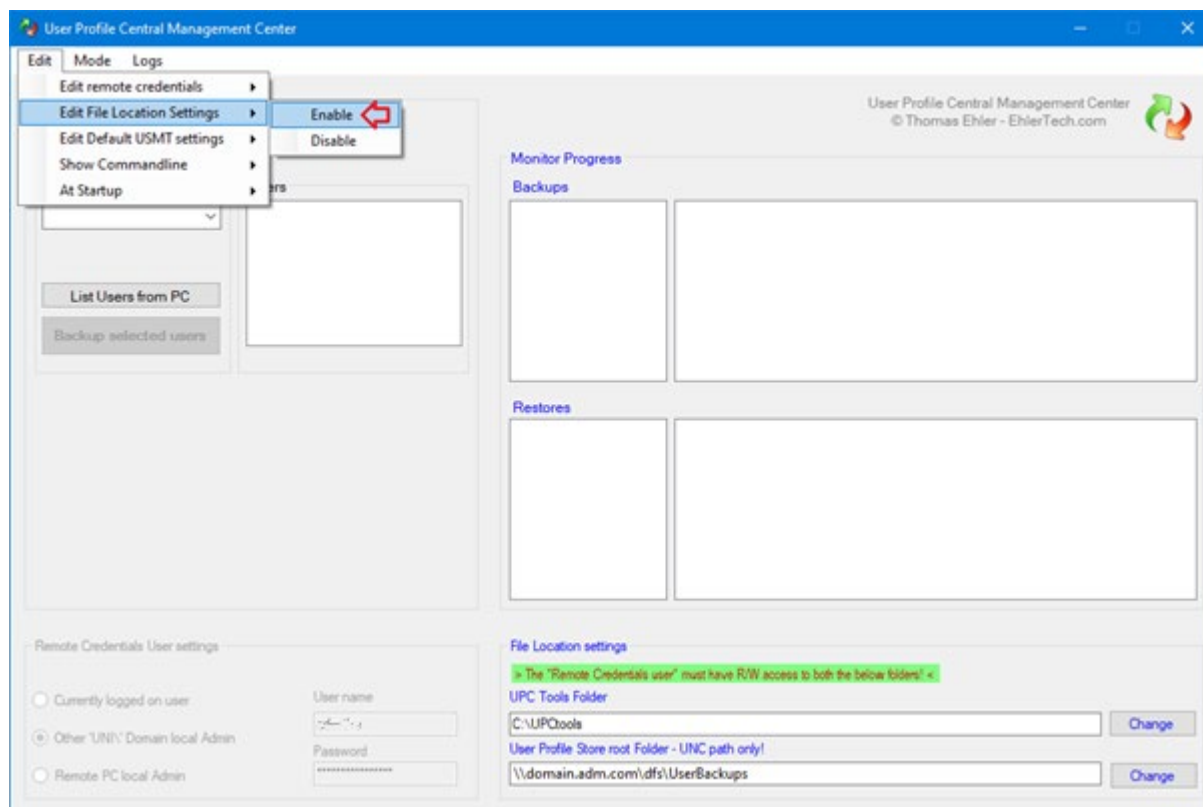 User Profile Central Management Center
Edit Mode Logs
Edit remote credentials
Edit File Location Settings
Edit Default USMT settings
Show Commandline
At Startup
Enable
Disable
User Profile Central Management Center
© Thomas Ehler - EhlerTech.com
List Users from PC
Backup selected users
Monitor Progress
Backups
Restores
Remote Credentials User settings
Currently logged on user
Other 'UNI\' Domain local Admin
Remote PC local Admin
User name
Password
*****************
File Location settings
> The "Remote Credentials user" must have R/W access to both the below folders! <
UPC Tools Folder
C:\UPCtools
Change
User Profile Store root Folder - UNC path only!
\\domain.adm.com\dfs\UserBackups
Change